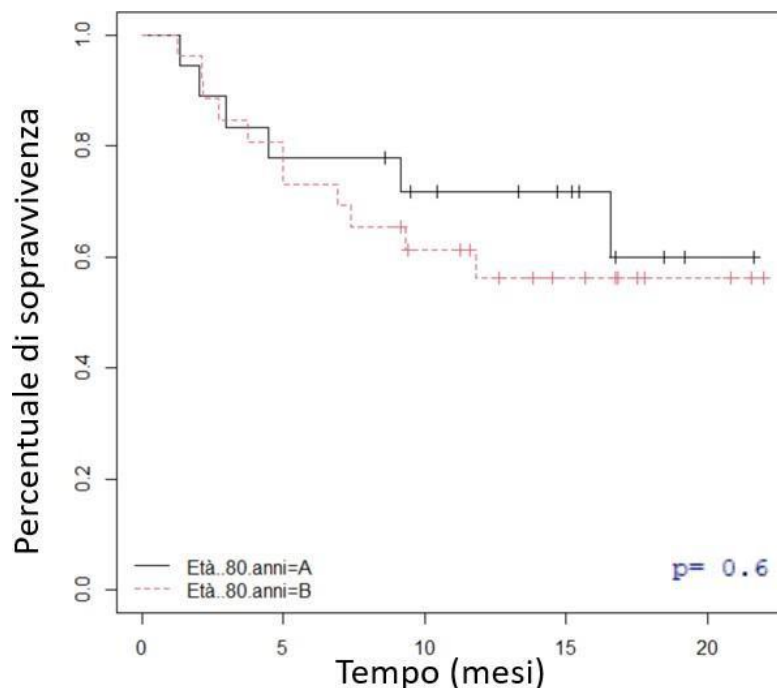 Percentuale di sopravvivenza
1.0
0.8
0.6
0.4
0.2
0.0
Età..80.anni=A
Età..80.anni=B
p= 0.6
0 5 10 15 20
Tempo (mesi)